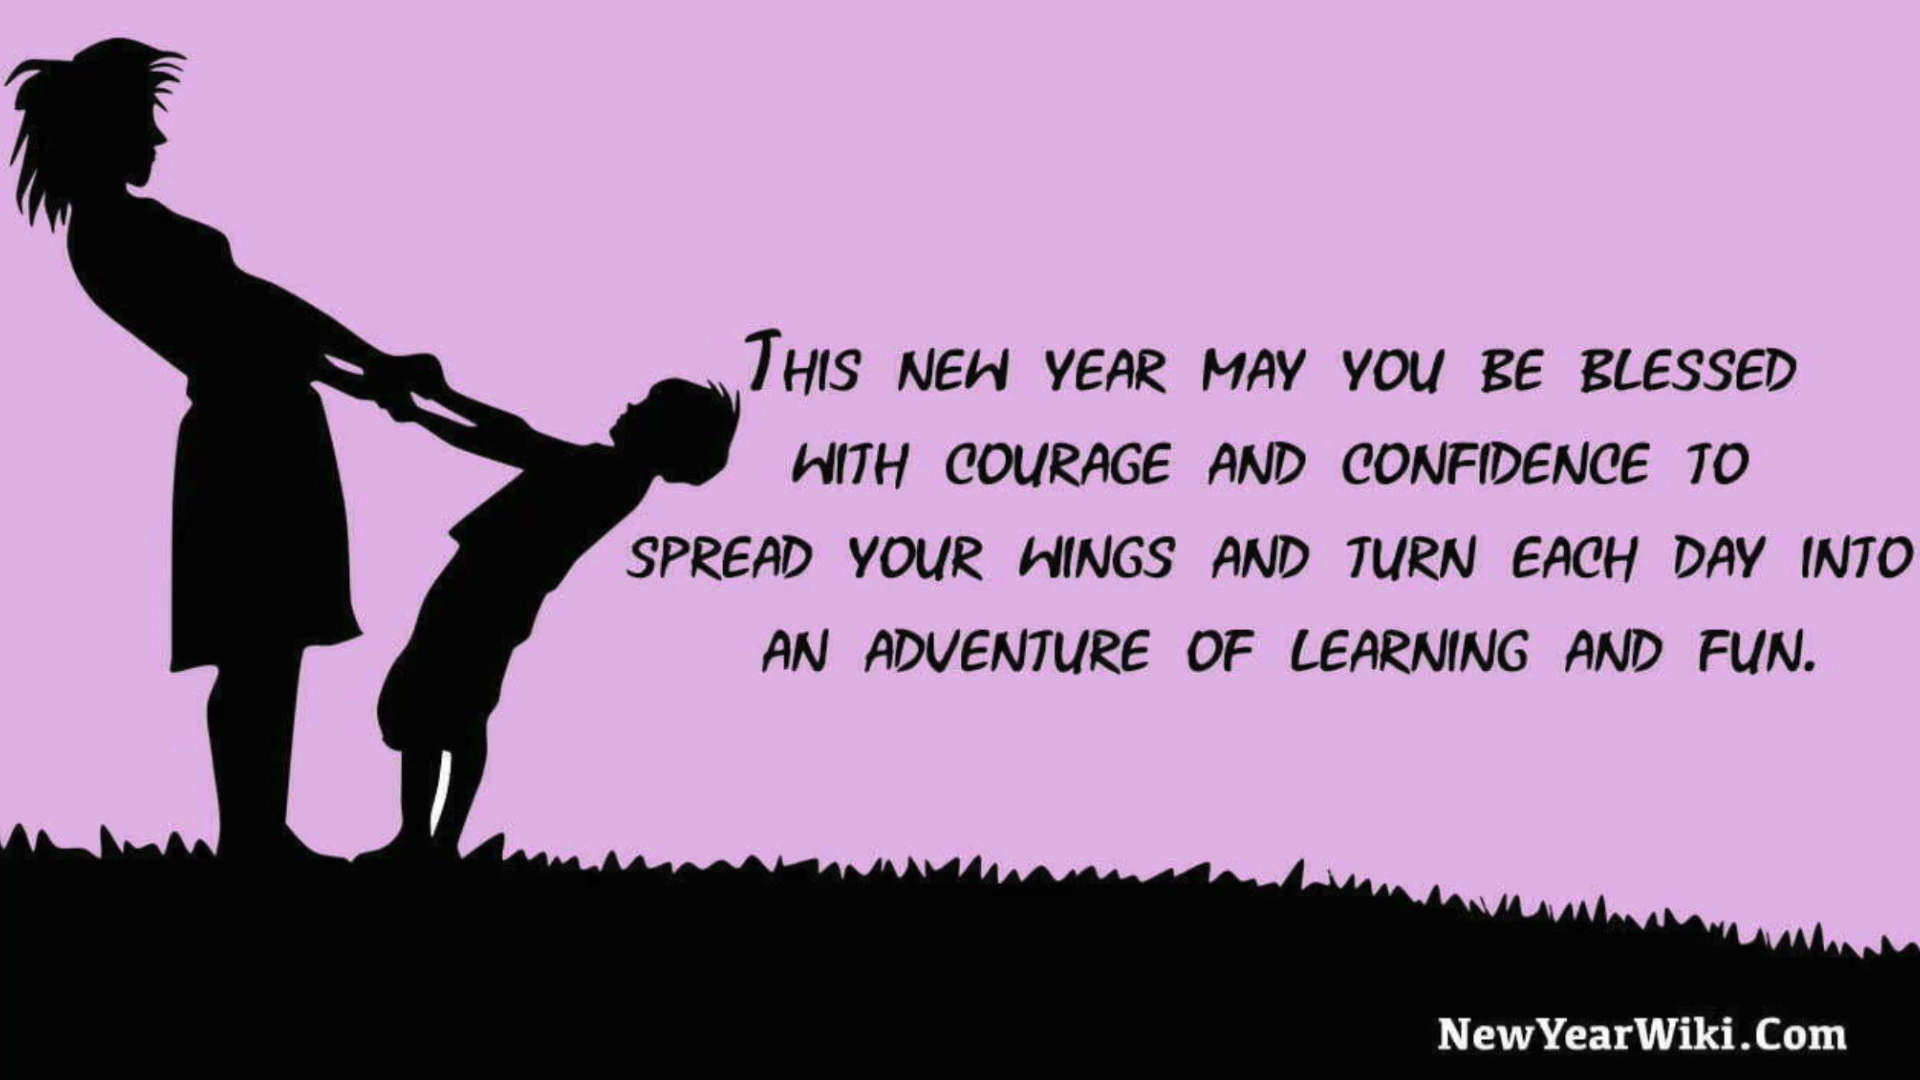 This new year may you be blessed
with courage and confidence to
spread your wings and turn each day into
an adventure of learning and fun.
NewYearWiki.Com